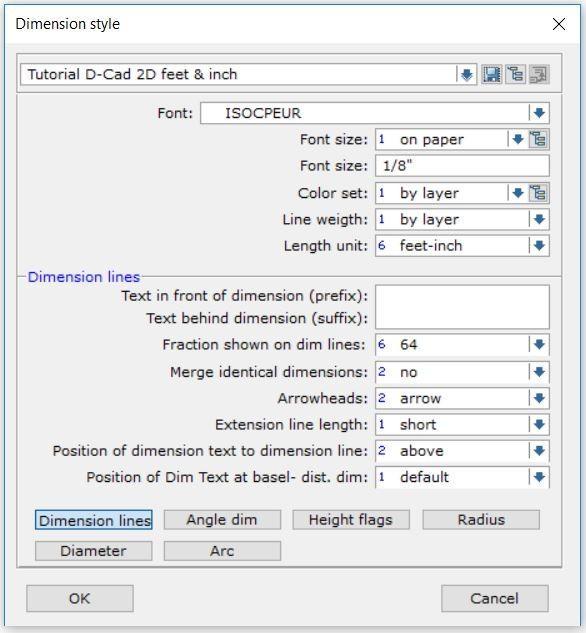 Dimension style
Tutorial D-Cad 2D feet & inch
Font: ISOCPEUR
Font size: 1 on paper
Font size: 1/8"
Color set: 1 by layer
Line weigth: 1 by layer
Length unit: 6 feet-inch
Dimension lines
Text in front of dimension (prefix):
Text behind dimension (suffix):
Fraction shown on dim lines: 6 64
Merge identical dimensions: 2 no
Arrowheads: 2 arrow
Extension line length: 1 short
Position of dimension text to dimension line: 2 above
Position of Dim Text at basel- dist. dim: 1 default
Dimension lines Angle dim Height flags Radius
Diameter Arc
OK Cancel